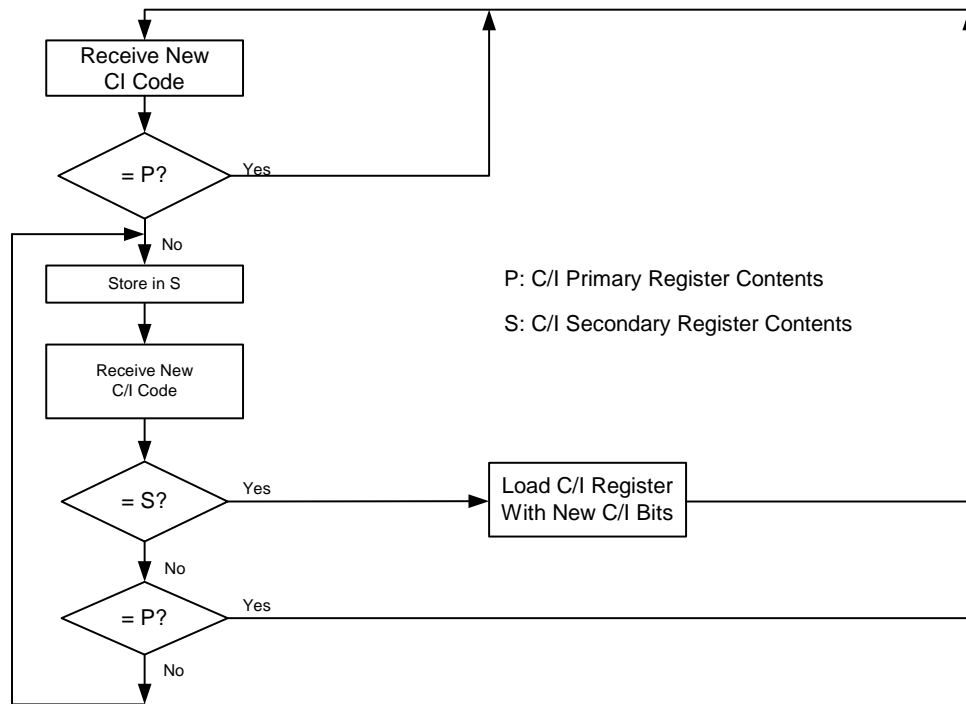 Receive New
CI Code
= P?
Yes
No
Store in S
P: C/I Primary Register Contents
S: C/I Secondary Register Contents
Receive New
C/I Code
= S?
Yes
Load C/I Register
With New C/I Bits
No
= P?
Yes
No